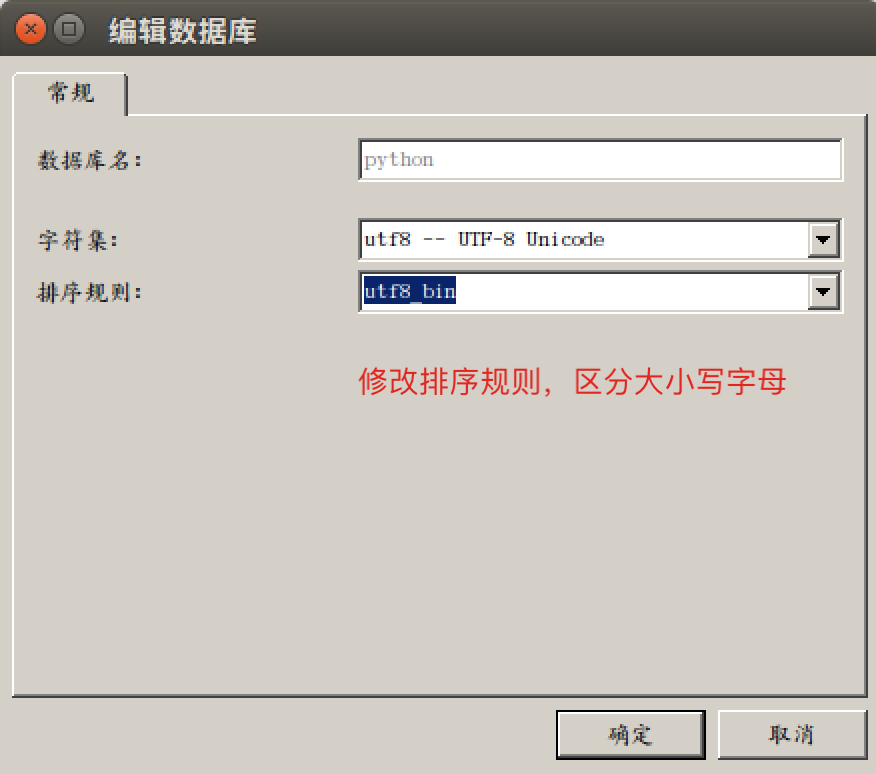 编辑数据库
常规
数据库名: python
字符集: utf8 -- UTF-8 Unicode
排序规则: utf8_bin
修改排序规则，区分大小写字母
确定 取消